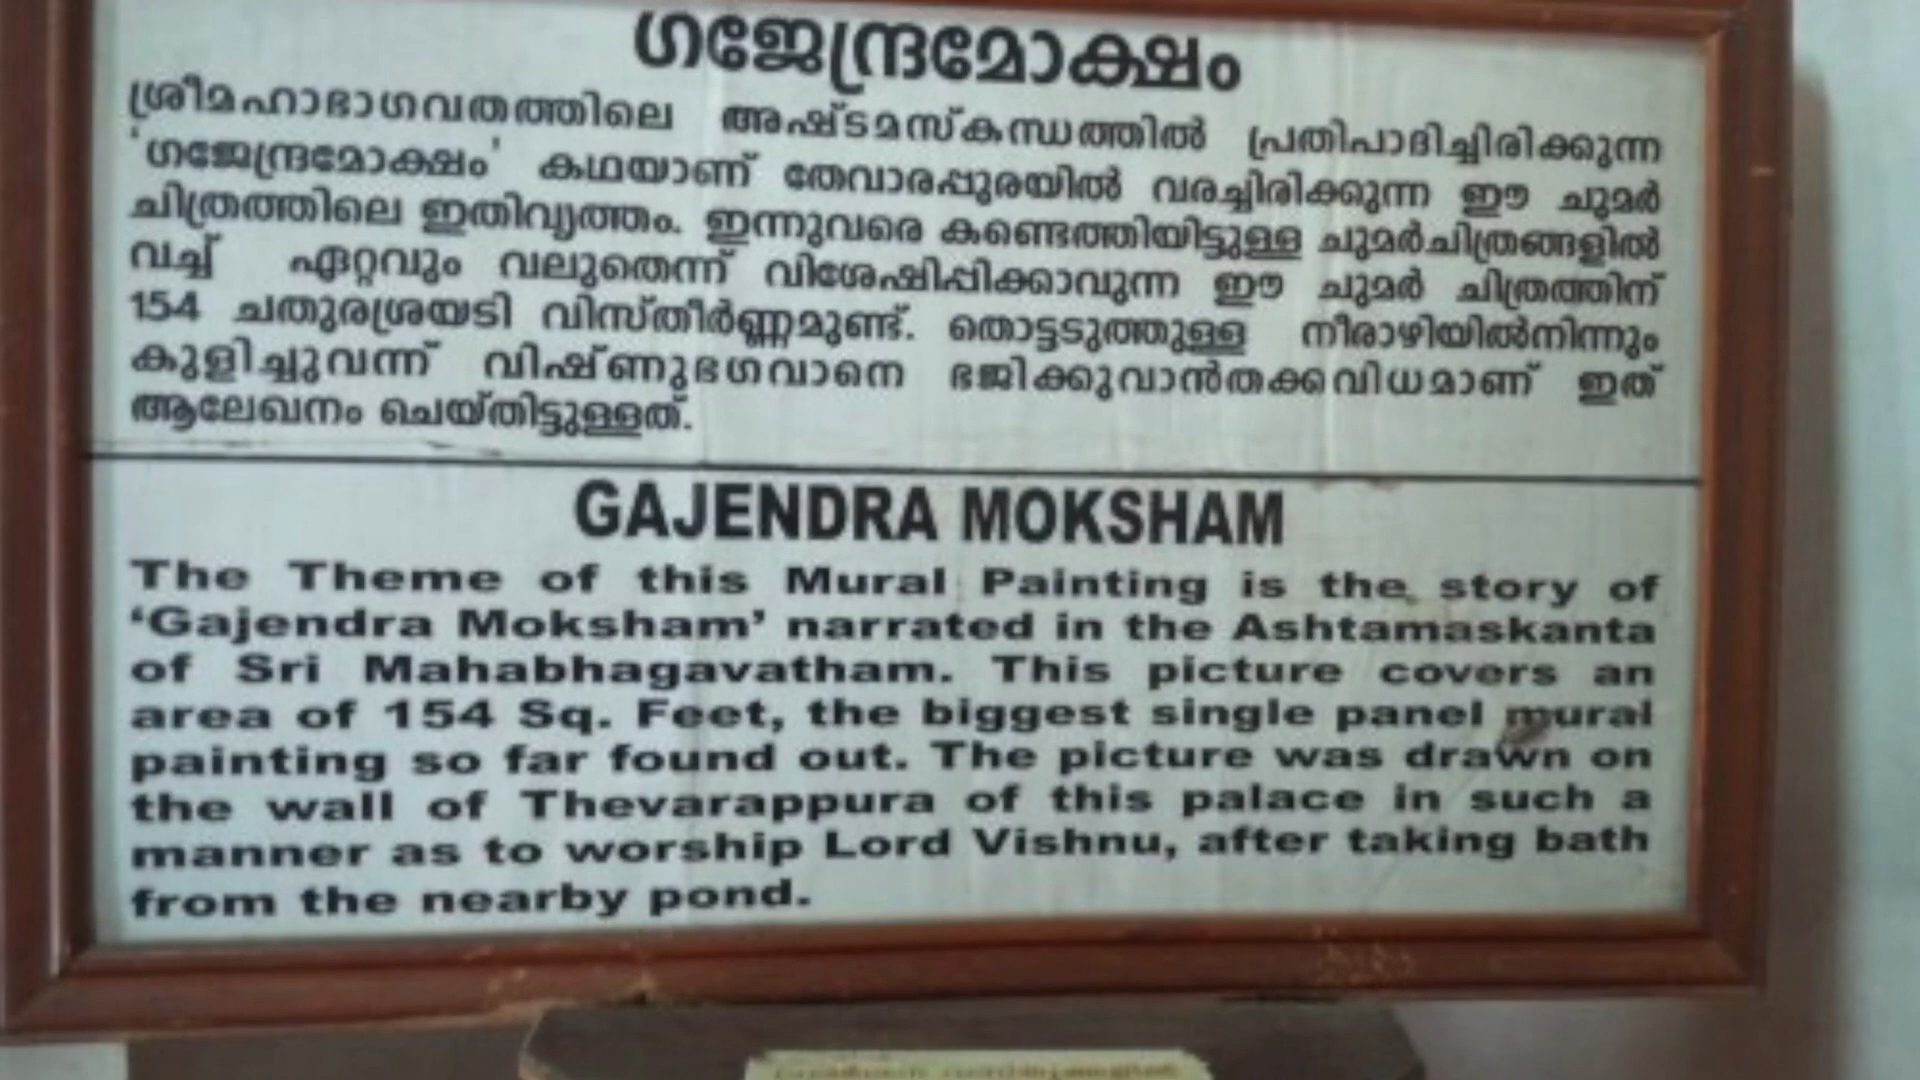 ഗജേന്ദ്രമോക്ഷം
ശ്രീമഹാഭാഗവതത്തിലെ അഷ്ടമസ്കന്ധത്തിൽ പ്രതിപാദിച്ചിരിക്കുന്ന
'ഗജേന്ദ്രമോക്ഷം' കഥയാണ് തേവാരപ്പുരയിൽ വരച്ചിരിക്കുന്ന ഈ ചുമർ
ചിത്രത്തിലെ ഇതിവൃത്തം. ഇന്നുവരെ കണ്ടെത്തിയിട്ടുള്ള ചുമർചിത്രങ്ങളിൽ
വച്ച് ഏറ്റവും വലുതെന്ന് വിശേഷിപ്പിക്കാവുന്ന ഈ ചുമർ ചിത്രത്തിന്
154 ചതുരശ്രയടി വിസ്തീർണ്ണമുണ്ട്. തൊട്ടടുത്തുള്ള നീരാഴിയിൽനിന്നും
കുളിച്ചുവന്ന് വിഷ്ണുഭഗവാനെ ഭജിക്കുവാൻതക്കവിധമാണ് ഇത്
ആലേഖനം ചെയ്തിട്ടുള്ളത്.
GAJENDRA MOKSHAM
The Theme of this Mural Painting is the story of
‘Gajendra Moksham’ narrated in the Ashtamaskanta
of Sri Mahabhagavatham. This picture covers an
area of 154 Sq. Feet, the biggest single panel mural
painting so far found out. The picture was drawn on
the wall of Thevarappura of this palace in such a
manner as to worship Lord Vishnu, after taking bath
from the nearby pond.